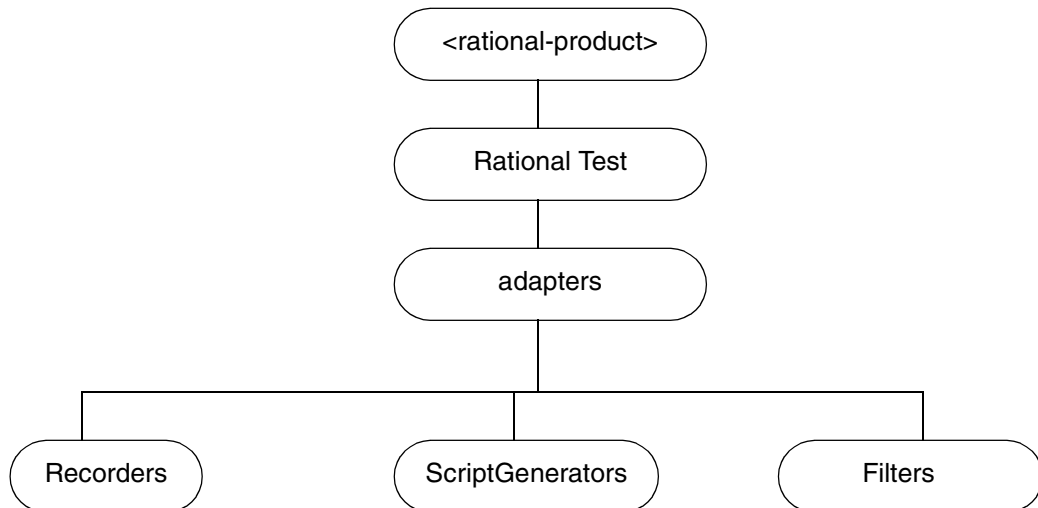 <rational-product>
Rational Test
adapters
Recorders
ScriptGenerators
Filters